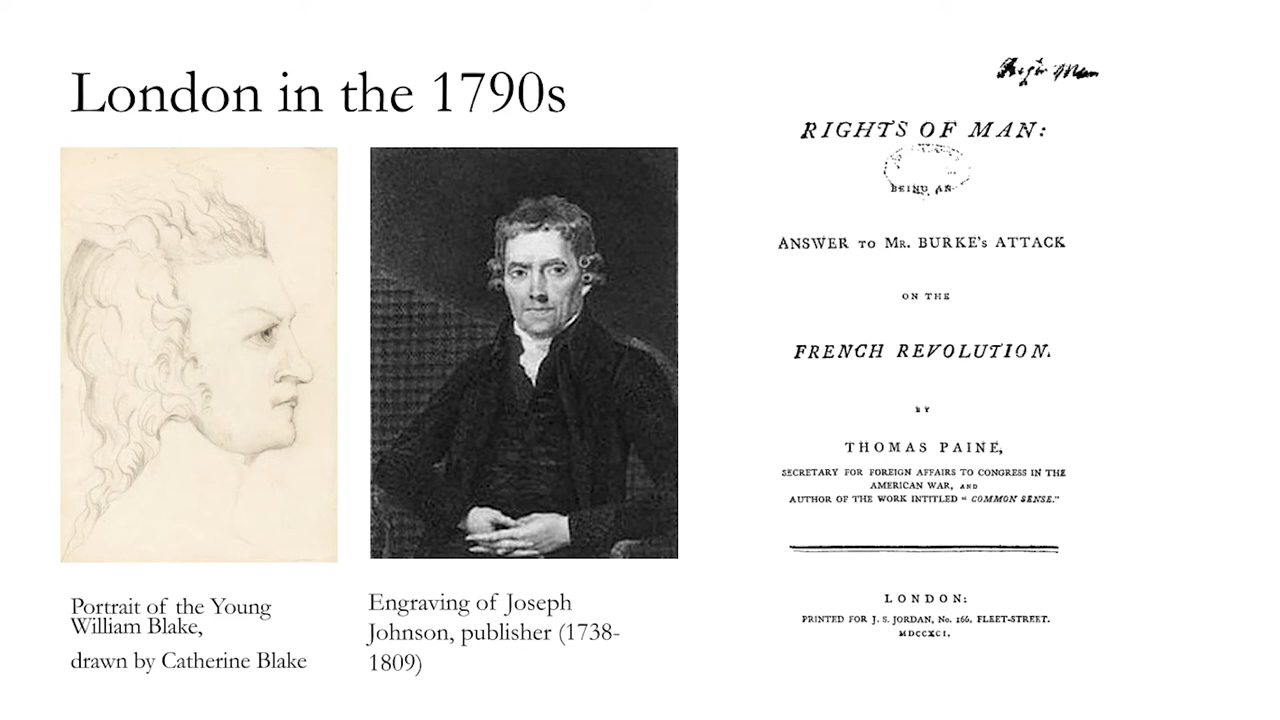 London in the 1790s
Portrait of the Young
William Blake,
drawn by Catherine Blake
Engraving of Joseph
Johnson, publisher (1738-
1809)
RIGHTS OF MAN:
BEING AN
ANSWER TO MR. BURKE's ATTACK
ON THE
FRENCH REVOLUTION.
BY
THOMAS PAINE,
SECRETARY FOR FOREIGN AFFAIRS TO CONGRESS IN THE
AMERICAN WAR, AND
AUTHOR OF THE WORK INTITLED " COMMON SENSE."
LONDON:
PRINTED FOR J. S. JORDAN, No. 166, FLEET-STREET.
MDCCXCI.